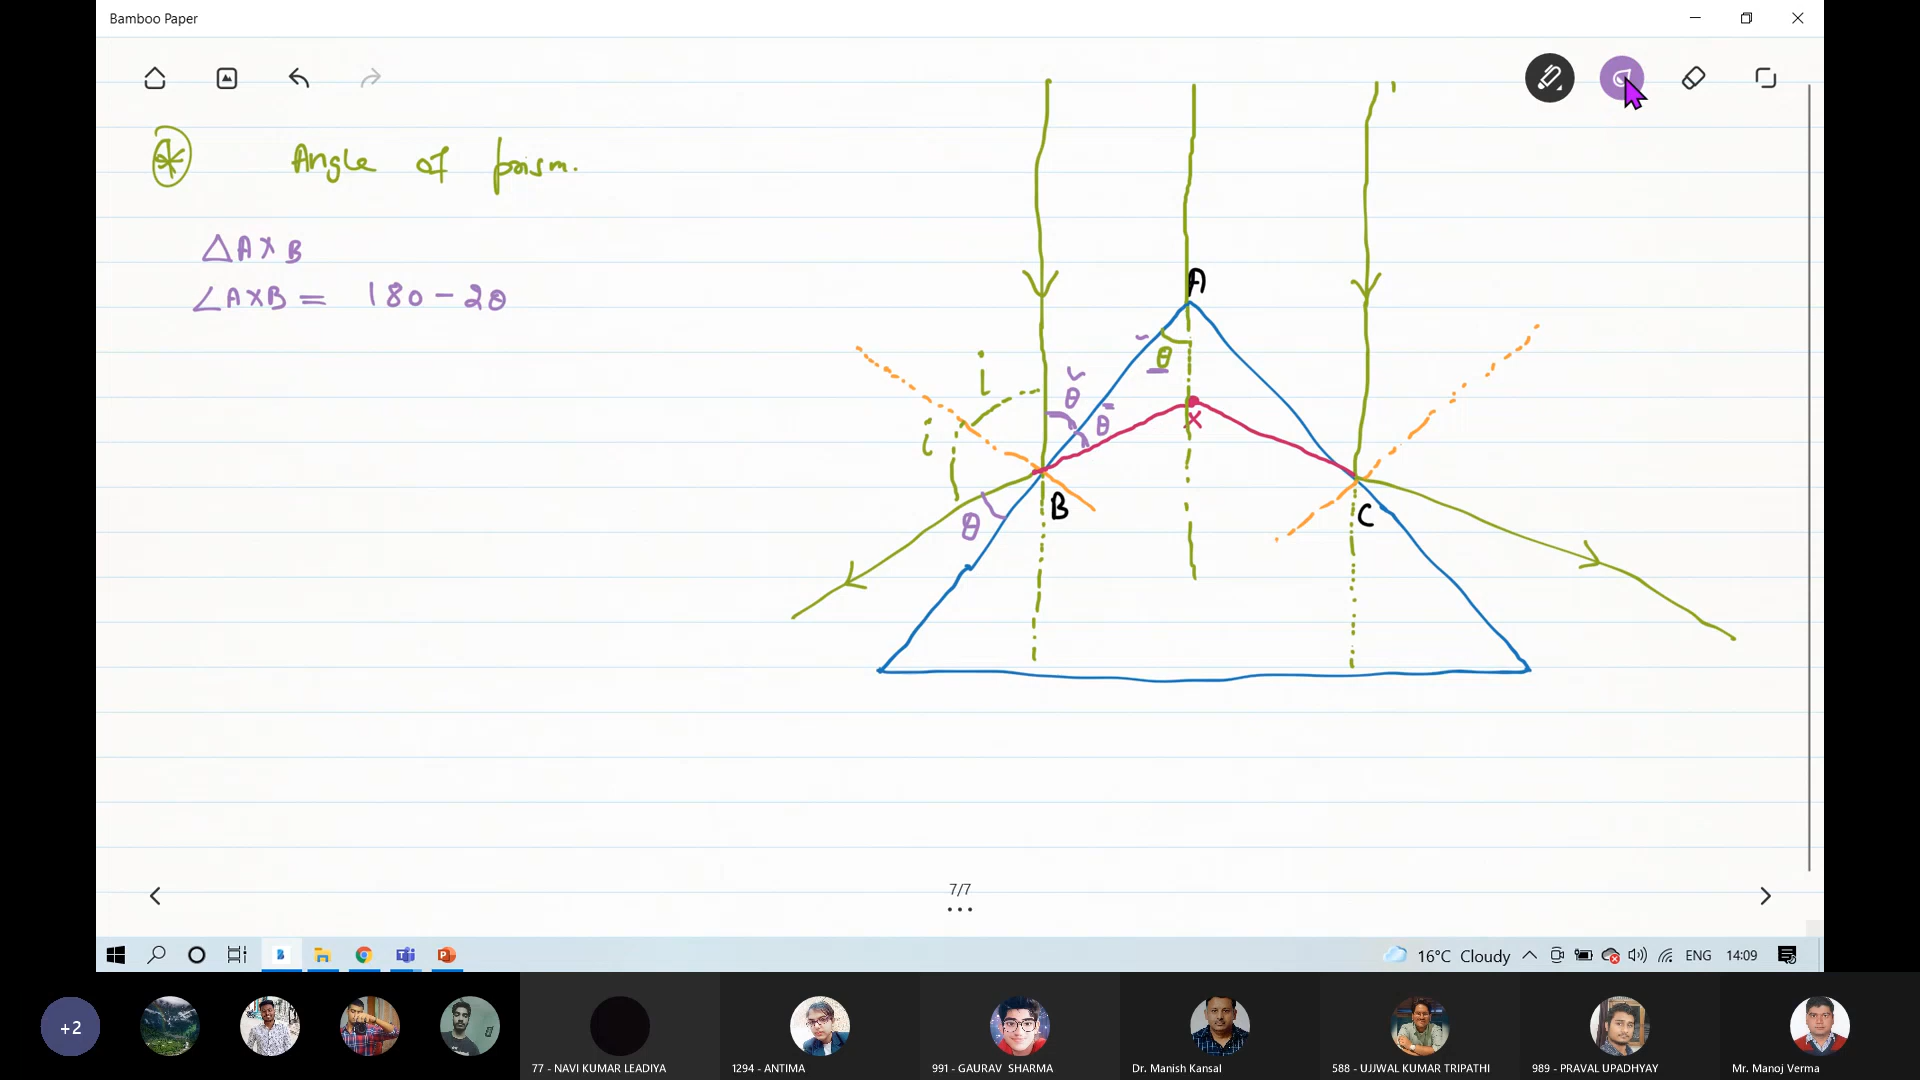 Bamboo Paper
Angle of prism.
△AXB
∠AXB = 180 - 2θ
A
θ
i
θ
θ
i
X
B
θ
C
7/7
16°C Cloudy
ENG
14:09
+2
77 - NAVI KUMAR LEADIYA
1294 - ANTIMA
991 - GAURAV SHARMA
Dr. Manish Kansal
588 - UJJWAL KUMAR TRIPATHI
989 - PRAVAL UPADHYAY
Mr. Manoj Verma